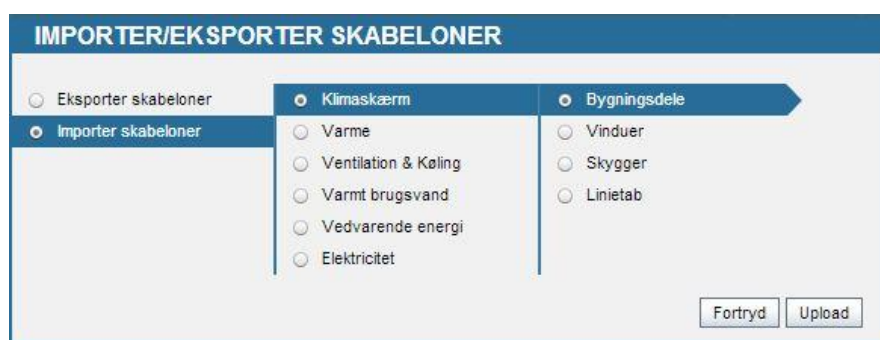 IMPORTER/EKSPORTER SKABELONER
Eksporter skabeloner
Importer skabeloner
Klimaskærm
Varme
Ventilation & Køling
Varmt brugsvand
Vedvarende energi
Elektricitet
Bygningsdele
Vinduer
Skygger
Linietab
Fortryd
Upload